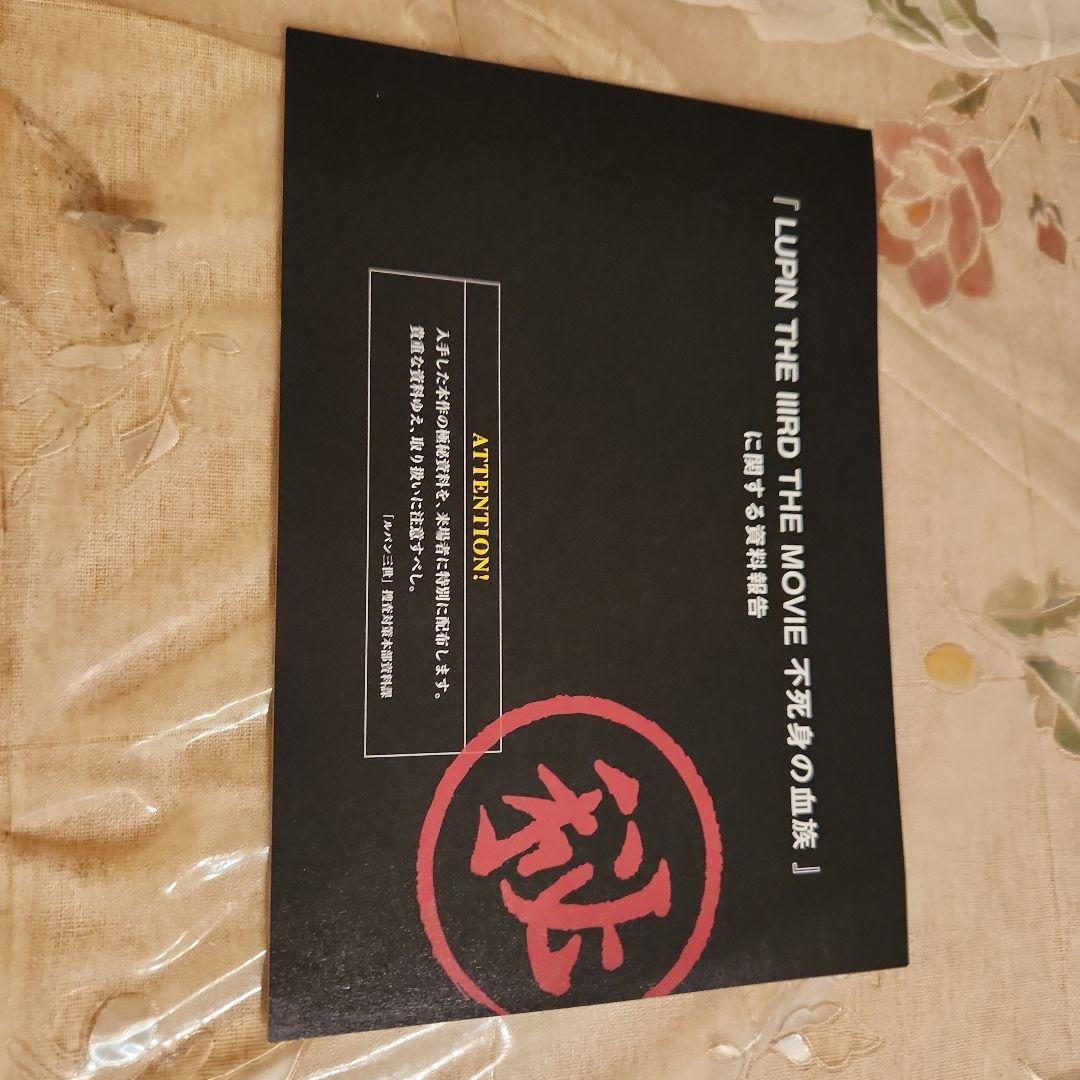 『 LUPIN THE IIIRD THE MOVIE 不死身の血族 』
に関する資料報告
ATTENTION!
入手した本作の極秘資料を、来場者に特別に配布します。
貴重な資料ゆえ、取り扱いに注意すべし。
「ルパン三世」捜査対策本部資料課
秘